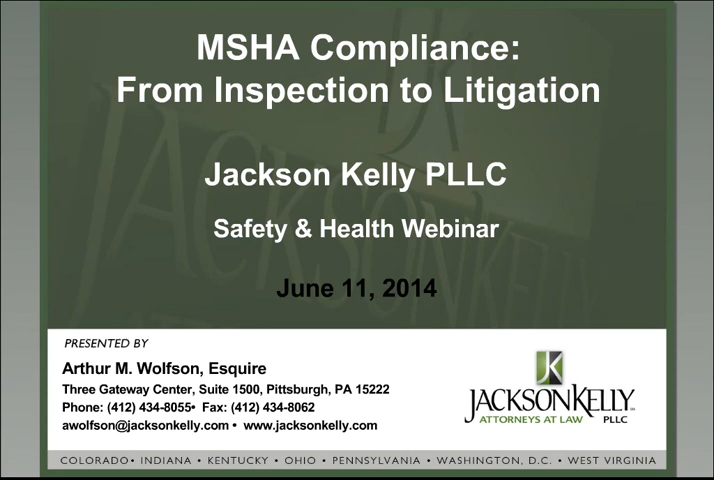 MSHA Compliance:
From Inspection to Litigation
Jackson Kelly PLLC
Safety & Health Webinar
June 11, 2014
PRESENTED BY
Arthur M. Wolfson, Esquire
Three Gateway Center, Suite 1500, Pittsburgh, PA 15222
Phone: (412) 434-8055• Fax: (412) 434-8062
awolfson@jacksonkelly.com • www.jacksonkelly.com
JK
JACKSONKELLY
ATTORNEYS AT LAW PLLC
COLORADO• INDIANA • KENTUCKY • OHIO • PENNSYLVANIA • WASHINGTON, D.C. • WEST VIRGINIA